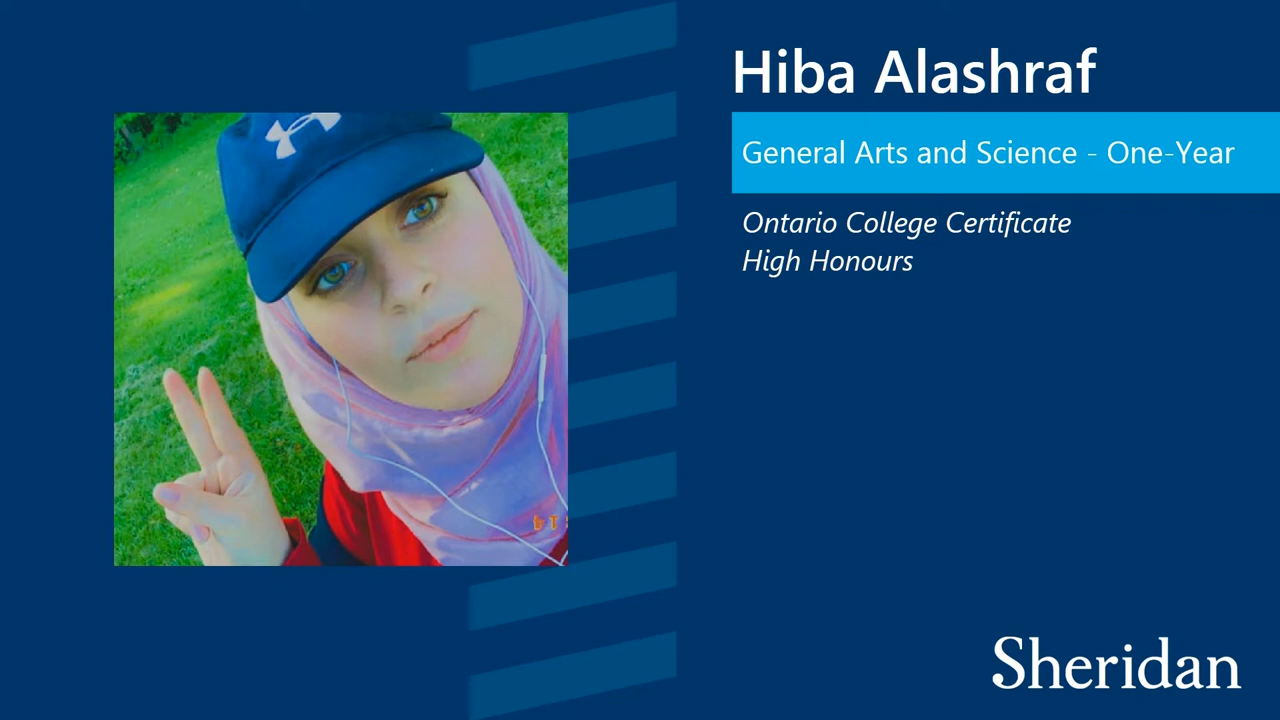 Hiba Alashraf
General Arts and Science - One-Year
Ontario College Certificate
High Honours
Sheridan